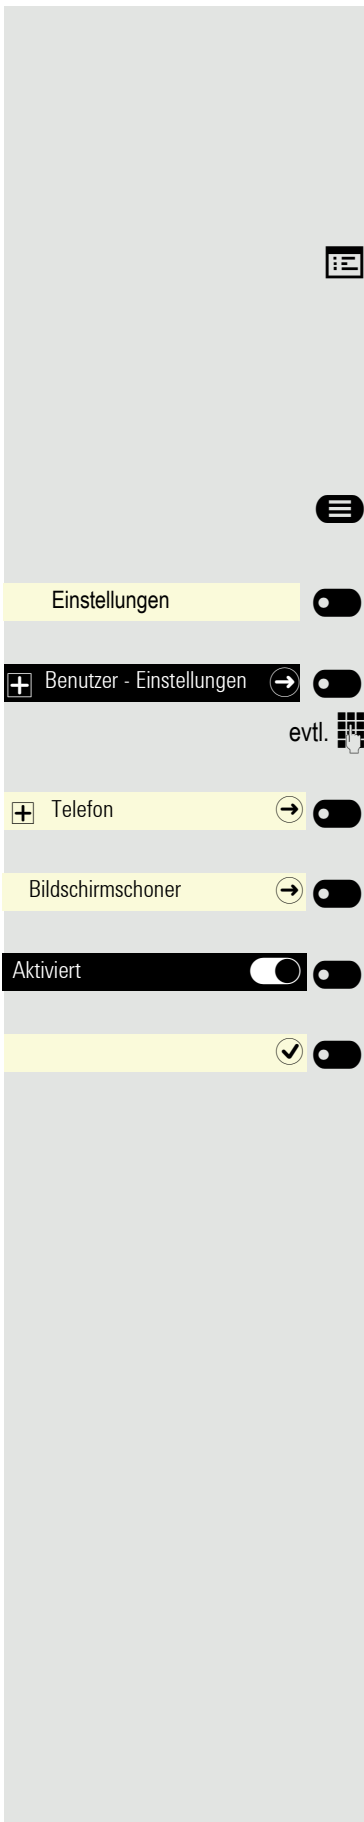 Einstellungen
Benutzer - Einstellungen
evtl.
Telefon
Bildschirmschoner
Aktiviert